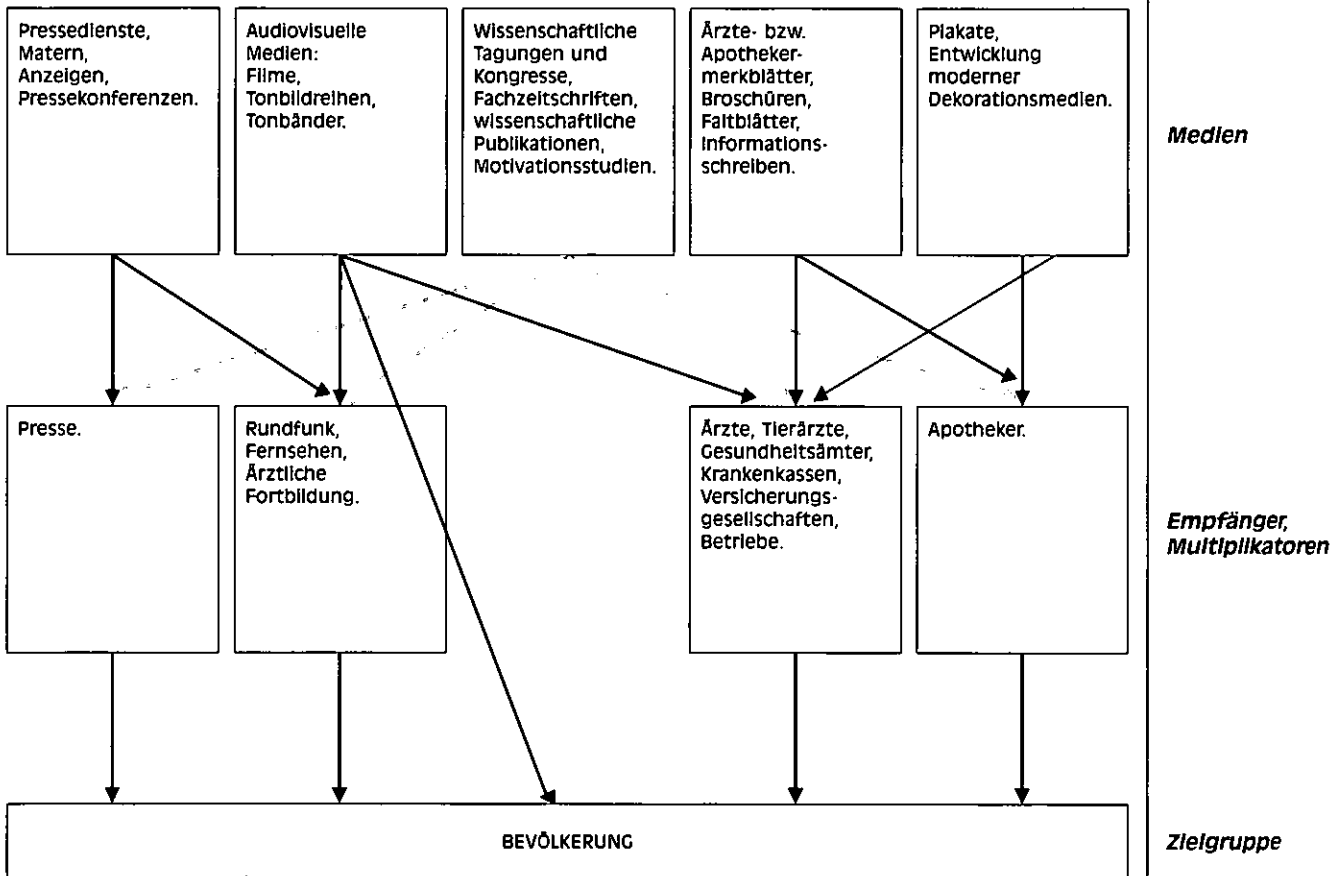 Pressedienste,
Matern,
Anzeigen,
Pressekonferenzen.
Audiovisuelle
Medien:
Filme,
Tonbildreihen,
Tonbänder.
Wissenschaftliche
Tagungen und
Kongresse,
Fachzeitschriften,
wissenschaftliche
Publikationen,
Motivationsstudien.
Ärzte- bzw.
Apotheker-
merkblätter,
Broschüren,
Faltblätter,
Informations-
schreiben.
Plakate,
Entwicklung
moderner
Dekorationsmedien.
Medien
Presse.
Rundfunk,
Fernsehen,
Ärztliche
Fortbildung.
Ärzte, Tierärzte,
Gesundheitsämter,
Krankenkassen,
Versicherungs-
gesellschaften,
Betriebe.
Apotheker.
Empfänger,
Multiplikatoren
BEVÖLKERUNG
Zielgruppe